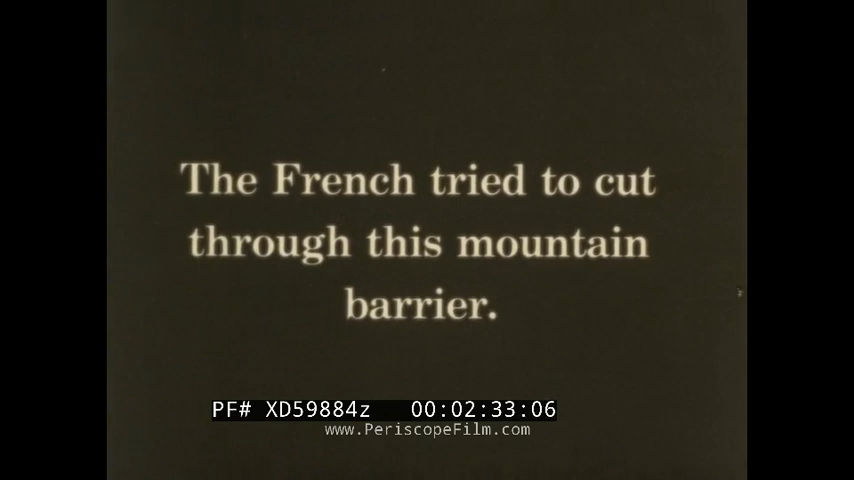 The French tried to cut
through this mountain
barrier.
PF# XD59884z 00:02:33:06
www.PeriscopeFilm.com